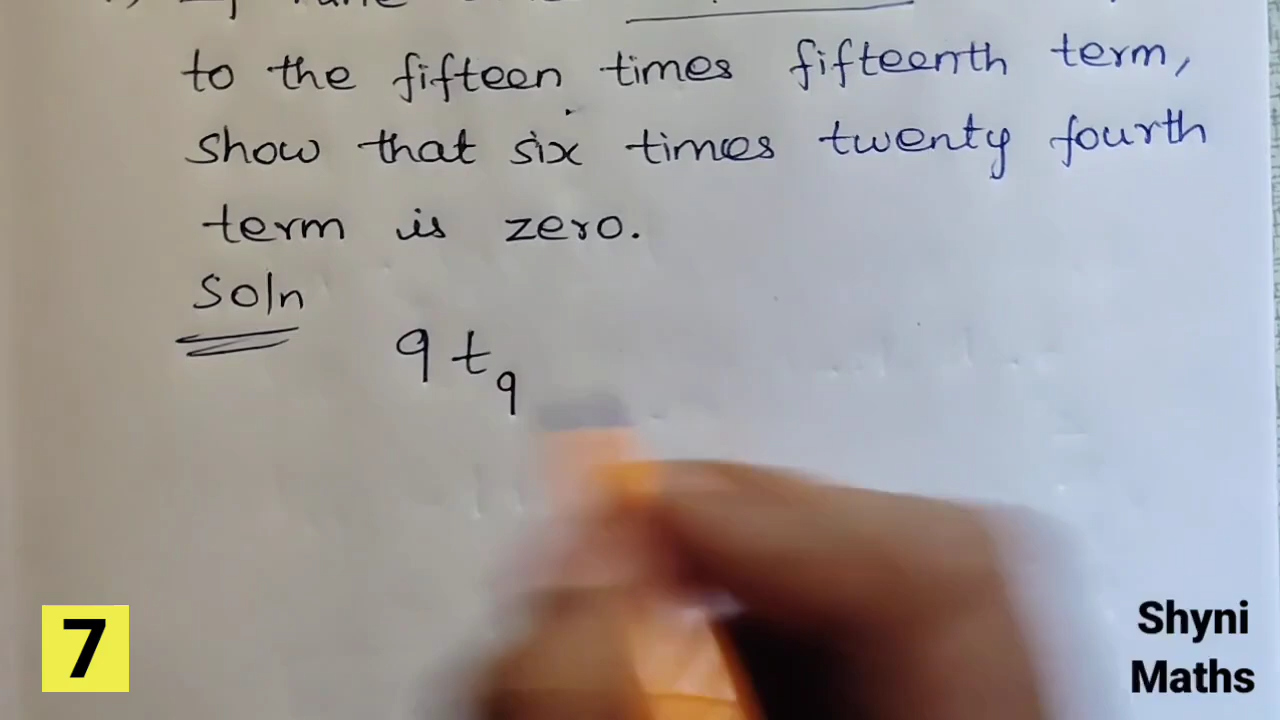 to the fifteen times fifteenth term,
show that six times twenty fourth
term is zero.
Soln
9 t9
7
Shyni
Maths